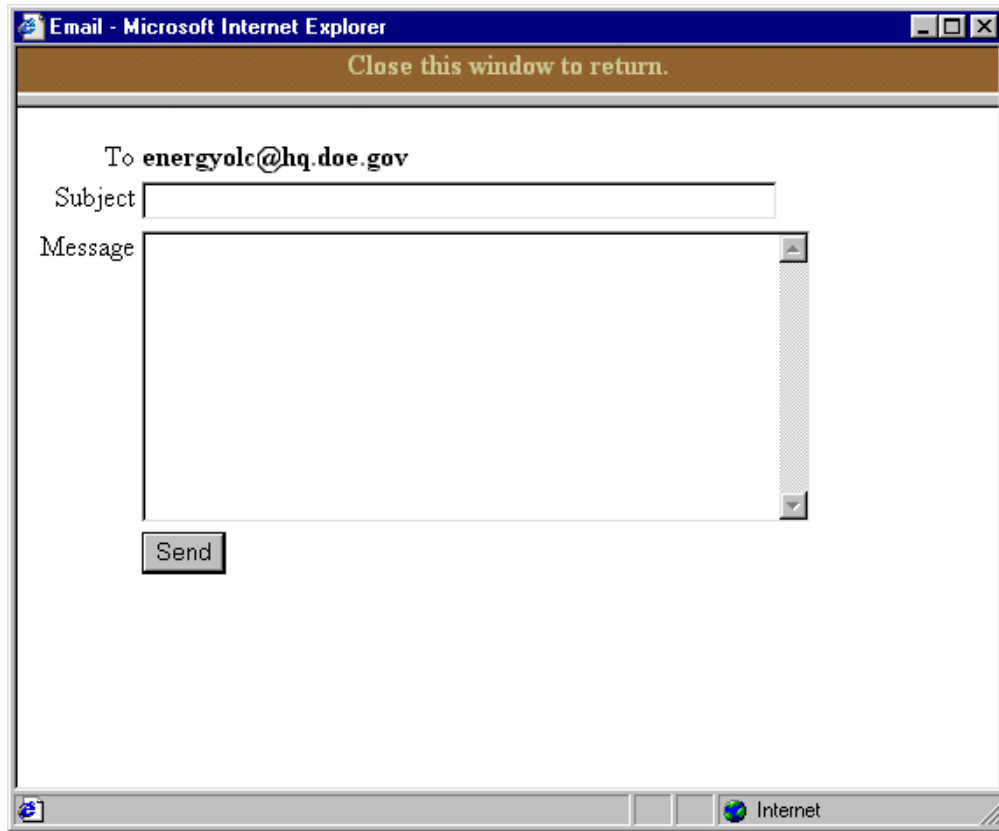 Email - Microsoft Internet Explorer
Close this window to return.
To energyolc@hq.doe.gov
Subject
Message
Send
Internet